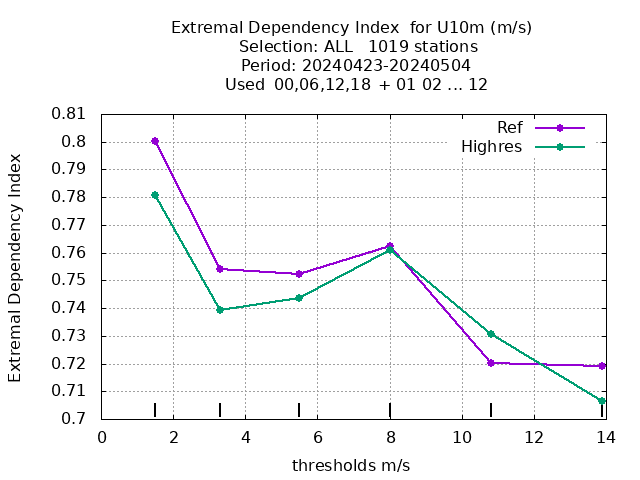 Extremal Dependency Index  for U10m (m/s)
Selection: ALL   1019 stations
Period: 20240423-20240504
Used  00,06,12,18  + 01 02 ... 12
Ref
Highres
Extremal Dependency Index
0.81
0.8
0.79
0.78
0.77
0.76
0.75
0.74
0.73
0.72
0.71
0.7
0 2 4 6 8 10 12 14
thresholds m/s